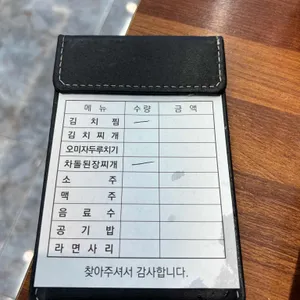 메 뉴 수량 금 액
김 치 찜 一
김 치 찌 개
오미자두루치기
차돌된장찌개 一
소 주
맥 주
음 료 수
공 기 밥
라 면 사 리
찾아주셔서 감사합니다.